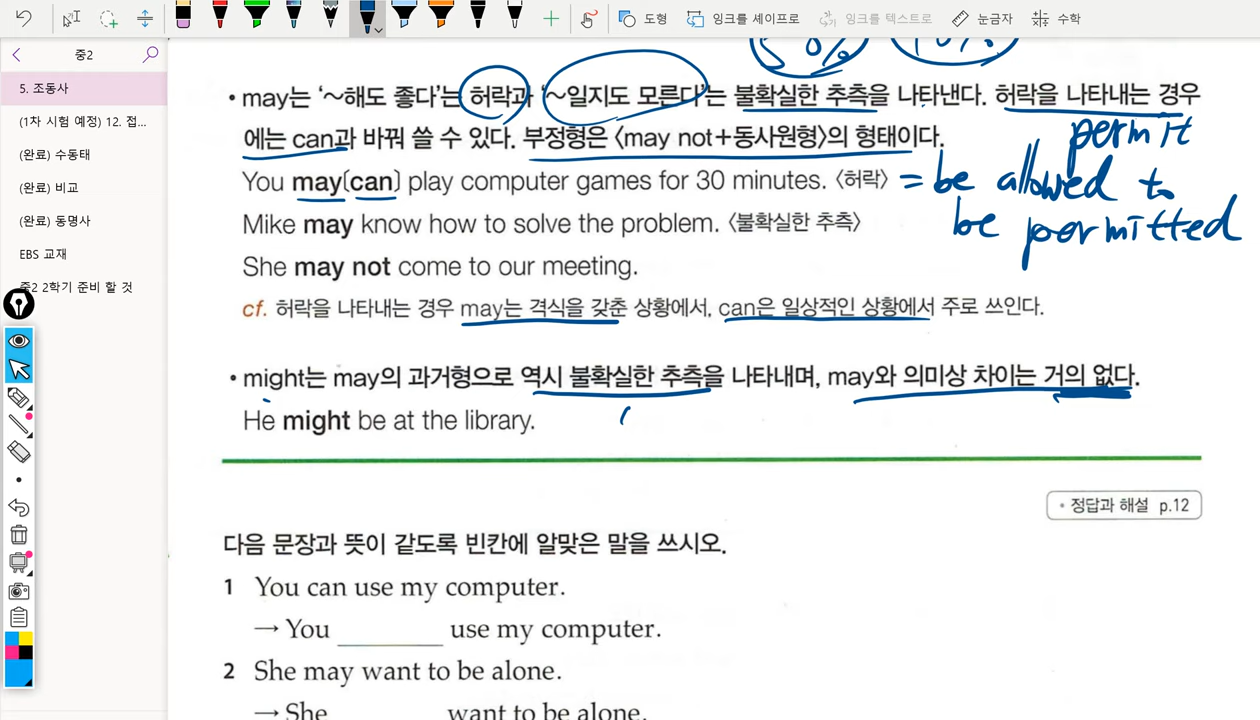 도형
잉크를 셰이프로
잉크를 텍스트로
눈금자
수학
중2
5. 조동사
(1차 시험 예정) 12. 접...
(완료) 수동태
(완료) 비교
(완료) 동명사
EBS 교재
중2 2학기 준비 할 것
50% 10%
• may는 ‘~해도 좋다’는 허락과 ‘~일지도 모른다’는 불확실한 추측을 나타낸다. 허락을 나타내는 경우
에는 can과 바꿔 쓸 수 있다. 부정형은 〈may not+동사원형〉의 형태이다.
permit
You may(can) play computer games for 30 minutes. 〈허락〉 = be allowed to
be permitted
Mike may know how to solve the problem. 〈불확실한 추측〉
She may not come to our meeting.
cf. 허락을 나타내는 경우 may는 격식을 갖춘 상황에서, can은 일상적인 상황에서 주로 쓰인다.
• might는 may의 과거형으로 역시 불확실한 추측을 나타내며, may와 의미상 차이는 거의 없다.
He might be at the library.
• 정답과 해설 p.12
다음 문장과 뜻이 같도록 빈칸에 알맞은 말을 쓰시오.
1 You can use my computer.
→ You ________ use my computer.
2 She may want to be alone.
→ She ________ want to be alone.